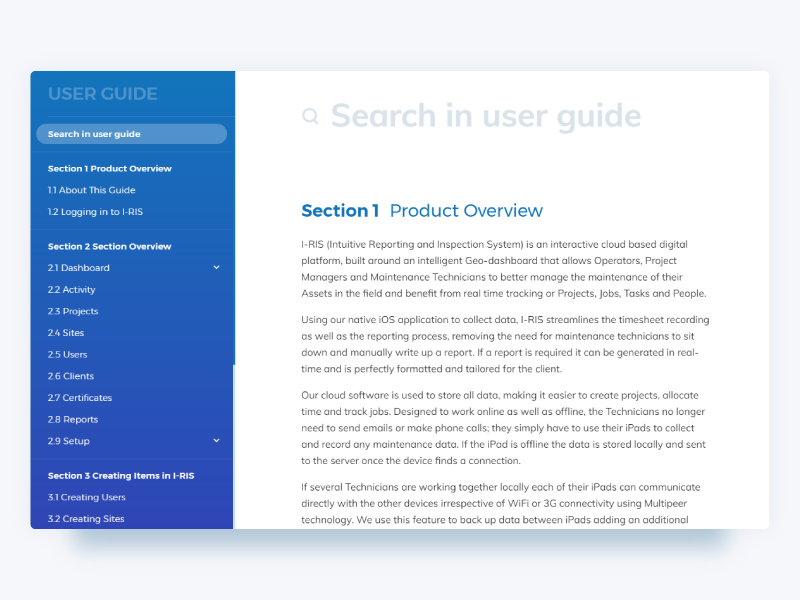 USER GUIDE
Search in user guide
Section 1 Product Overview
1.1 About This Guide
1.2 Logging in to I-RIS
Section 2 Section Overview
2.1 Dashboard
2.2 Activity
2.3 Projects
2.4 Sites
2.5 Users
2.6 Clients
2.7 Certificates
2.8 Reports
2.9 Setup
Section 3 Creating Items in I-RIS
3.1 Creating Users
3.2 Creating Sites
Search in user guide
Section 1 Product Overview
I-RIS (Intuitive Reporting and Inspection System) is an interactive cloud based digital
platform, built around an intelligent Geo-dashboard that allows Operators, Project
Managers and Maintenance Technicians to better manage the maintenance of their
Assets in the field and benefit from real time tracking or Projects, Jobs, Tasks and People.
Using our native iOS application to collect data, I-RIS streamlines the timesheet recording
as well as the reporting process, removing the need for maintenance technicians to sit
down and manually write up a report. If a report is required it can be generated in real-
time and is perfectly formatted and tailored for the client.
Our cloud software is used to store all data, making it easier to create projects, allocate
time and track jobs. Designed to work online as well as offline, the Technicians no longer
need to send emails or make phone calls; they simply have to use their iPads to collect
and record any maintenance data. If the iPad is offline the data is stored locally and sent
to the server once the device finds a connection.
If several Technicians are working together locally each of their iPads can communicate
directly with the other devices irrespective of WiFi or 3G connectivity using Multipeer
technology. We use this feature to back up data between iPads adding an additional